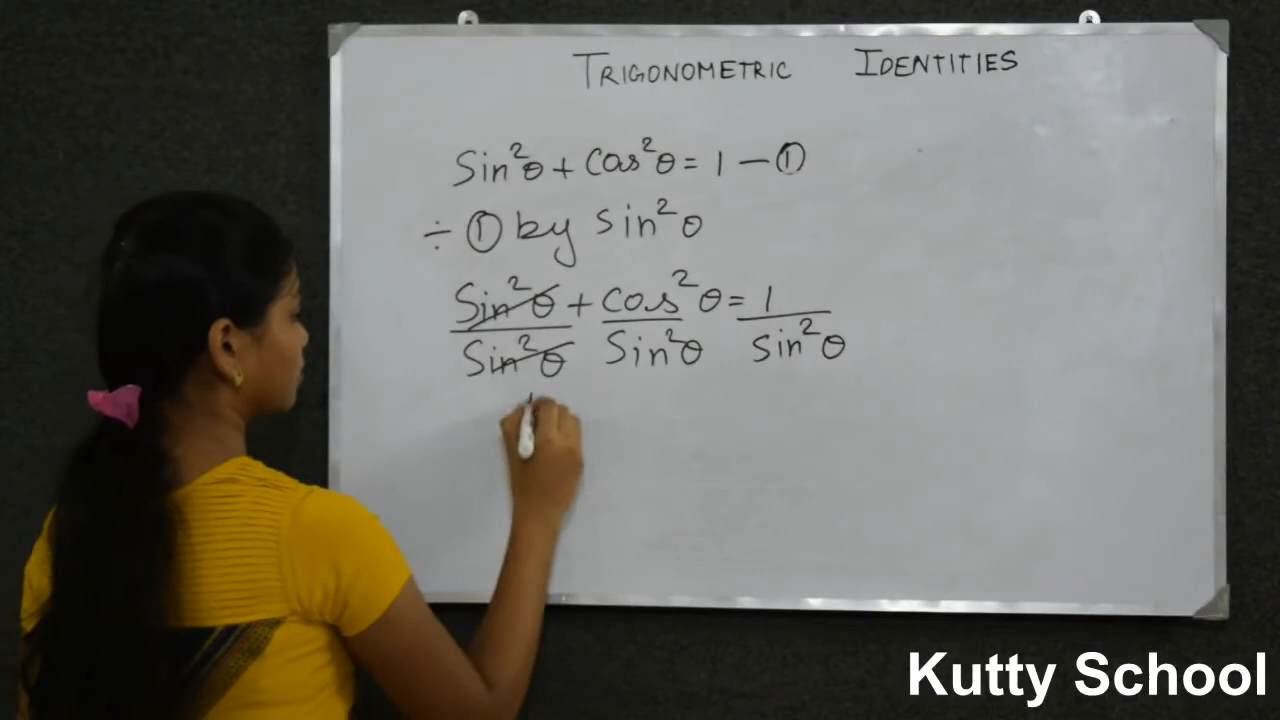 TRIGONOMETRIC IDENTITIES
Sin²θ + Cos²θ = 1 — ①
÷ ① by sin²θ
Sin²θ/Sin²θ + Cos²θ/Sin²θ = 1/Sin²θ
Kutty School